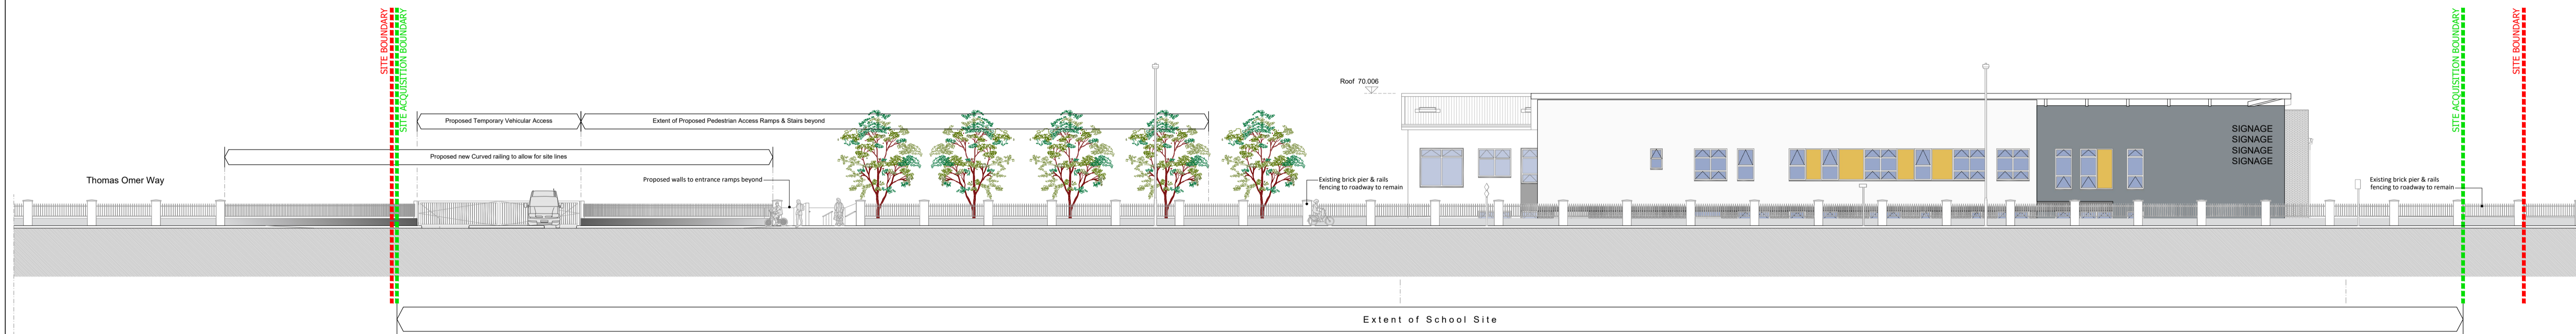 SITE BOUNDARY
SITE ACQUISITION BOUNDARY
SITE ACQUISITION BOUNDARY
SITE BOUNDARY
Roof 70.006
Proposed Temporary Vehicular Access
Extent of Proposed Pedestrian Access Ramps & Stairs beyond
SIGNAGE
SIGNAGE
SIGNAGE
SIGNAGE
Proposed new Curved railing to allow for site lines
Thomas Omer Way
Proposed walls to entrance ramps beyond
Existing brick pier & rails
fencing to roadway to remain
Existing brick pier & rails
fencing to roadway to remain
Extent of School Site